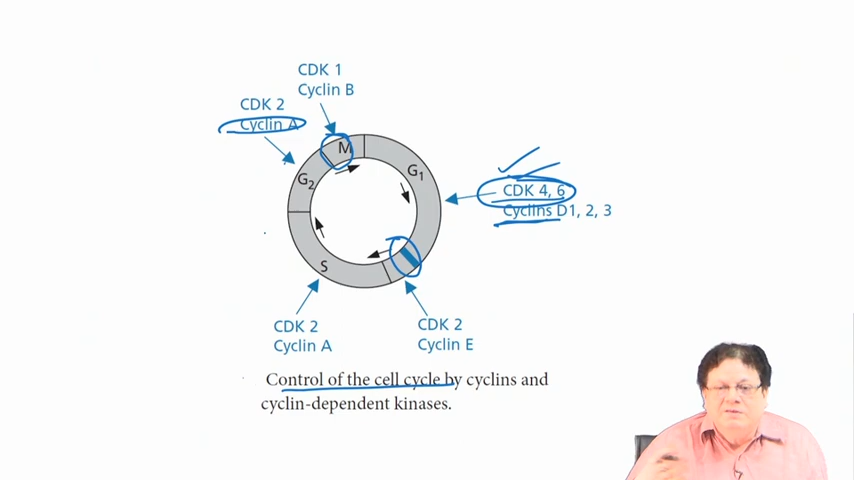 CDK 1
Cyclin B
CDK 2
Cyclin A
M
G1
G2
CDK 4, 6
Cyclins D1, 2, 3
S
CDK 2
Cyclin A
CDK 2
Cyclin E
Control of the cell cycle by cyclins and
cyclin-dependent kinases.